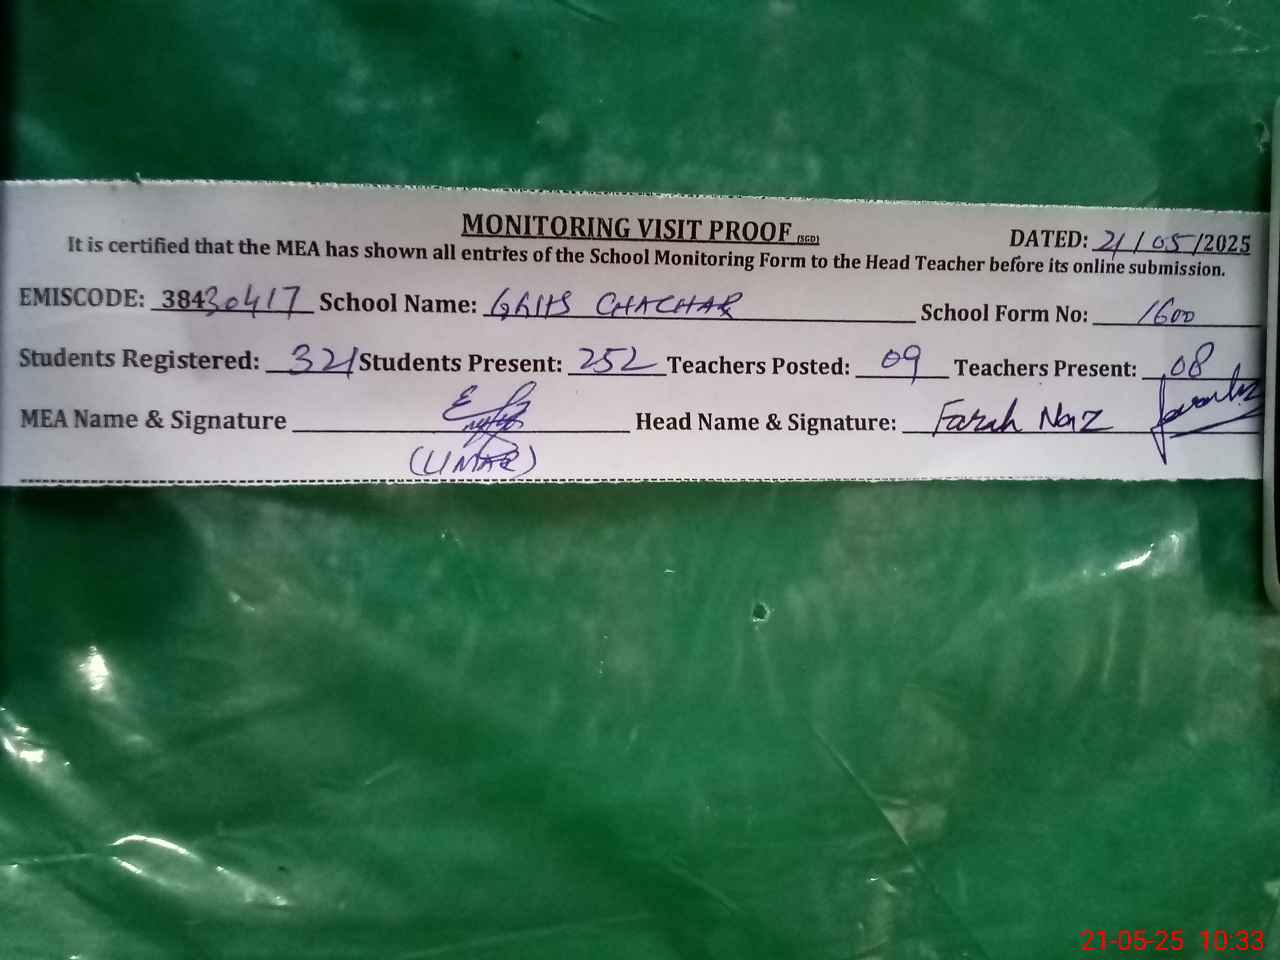 MONITORING VISIT PROOF (SGD) DATED: 21/05/2025
It is certified that the MEA has shown all entries of the School Monitoring Form to the Head Teacher before its online submission.
EMISCODE: 38430417 School Name: GGHS CHACHAR School Form No: 1600
Students Registered: 321 Students Present: 252 Teachers Posted: 09 Teachers Present: 08
MEA Name & Signature Head Name & Signature: Farah Naz
(UMAR)
21-05-25 10:33